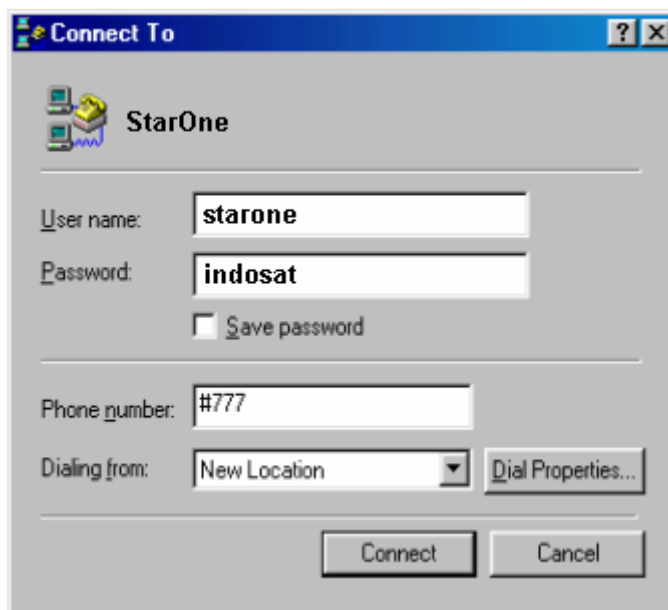 Connect To
StarOne
User name: starone
Password: indosat
Save password
Phone number: #777
Dialing from: New Location Dial Properties...
Connect Cancel